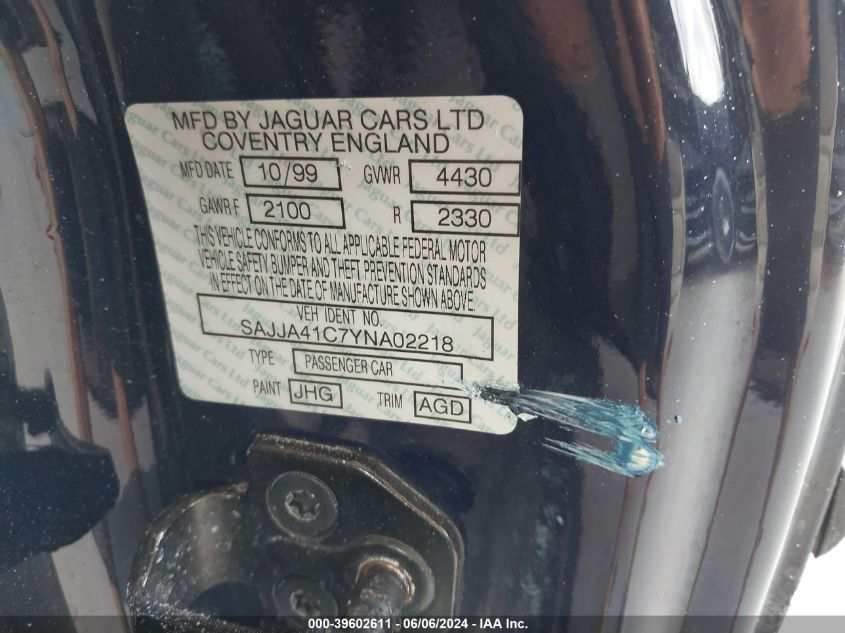 MFD BY JAGUAR CARS LTD
COVENTRY ENGLAND
MFD DATE 10/99 GVWR 4430
GAWR F 2100 R 2330
THIS VEHICLE CONFORMS TO ALL APPLICABLE FEDERAL MOTOR
VEHICLE SAFETY BUMPER AND THEFT PREVENTION STANDARDS
IN EFFECT ON THE DATE OF MANUFACTURE SHOWN ABOVE.
VEH IDENT NO.
SAJJA41C7YNA02218
TYPE PASSENGER CAR
PAINT JHG TRIM AGD
000-39602611 - 06/06/2024 - IAA Inc.